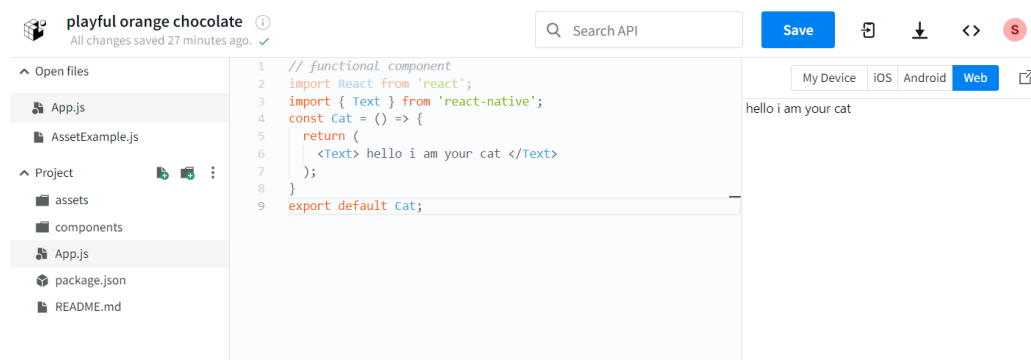 playful orange chocolate
All changes saved 27 minutes ago.
Search API
Save
S
Open files
App.js
AssetExample.js
Project
assets
components
App.js
package.json
README.md
1 // functional component
2 import React from 'react';
3 import { Text } from 'react-native';
4 const Cat = () => {
5 return (
6 <Text> hello i am your cat </Text>
7 );
8 }
9 export default Cat;
My Device iOS Android Web
hello i am your cat